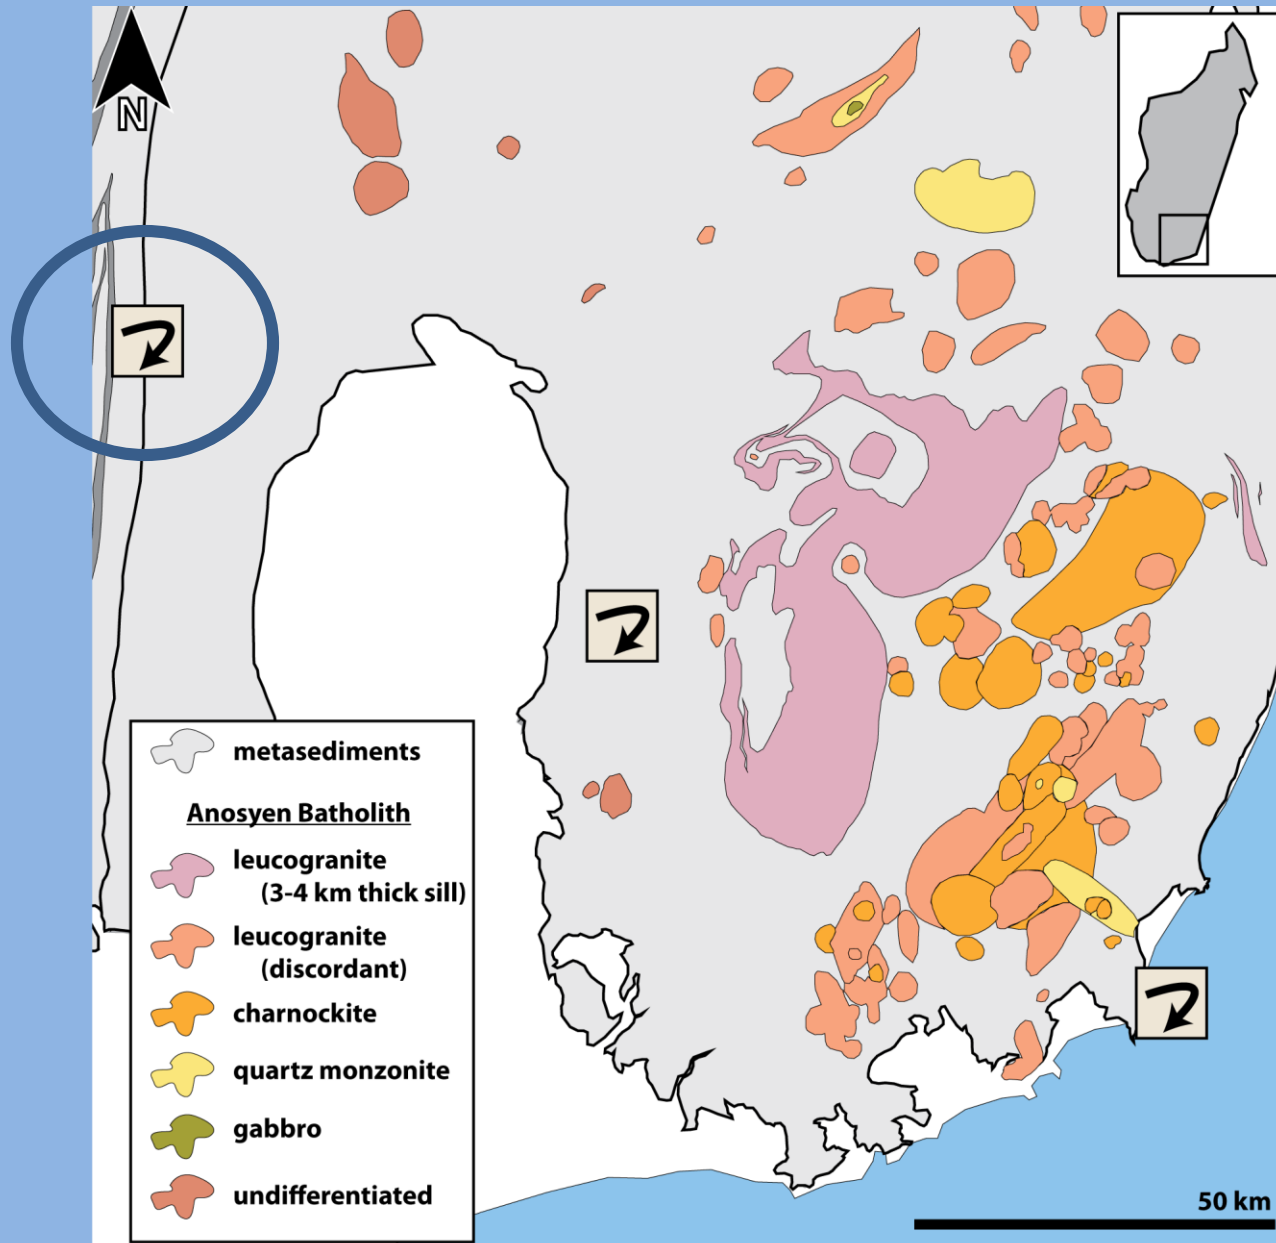 N
metasediments
Anosyen Batholith
leucogranite
(3-4 km thick sill)
leucogranite
(discordant)
charnockite
quartz monzonite
gabbro
undifferentiated
50 km